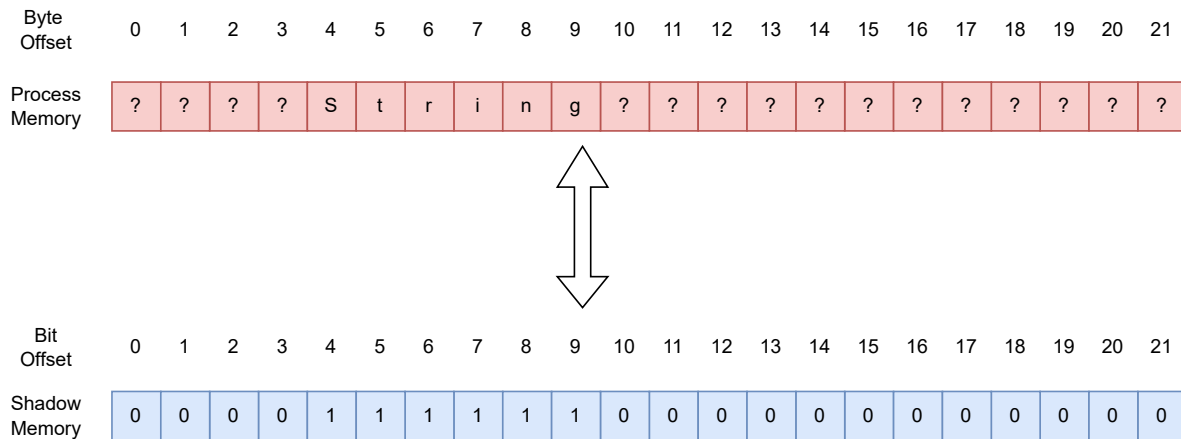 Byte
Offset
0 1 2 3 4 5 6 7 8 9 10 11 12 13 14 15 16 17 18 19 20 21
Process
Memory
? ? ? ? S t r i n g ? ? ? ? ? ? ? ? ? ? ? ?
Bit
Offset
0 1 2 3 4 5 6 7 8 9 10 11 12 13 14 15 16 17 18 19 20 21
Shadow
Memory
0 0 0 0 1 1 1 1 1 1 0 0 0 0 0 0 0 0 0 0 0 0